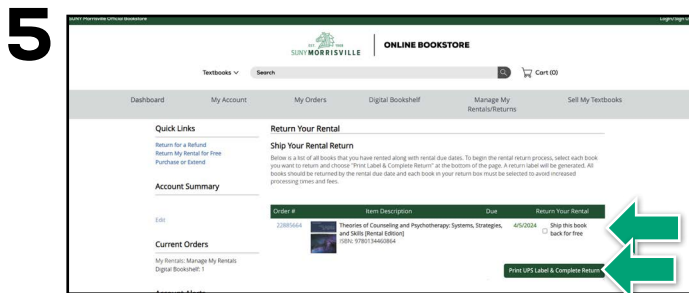 5
SUNY Morrisville Official Bookstore
Login/Sign U
EST. 1908
SUNY MORRISVILLE
ONLINE BOOKSTORE
Textbooks
Search
Cart (0)
Dashboard
My Account
My Orders
Digital Bookshelf
Manage My
Rentals/Returns
Sell My Textbooks
Quick Links
Return for a Refund
Return My Rental for Free
Purchase or Extend
Account Summary
Edit
Current Orders
My Rentals: Manage My Rentals
Digital Bookshelf: 1
Return Your Rental
Ship Your Rental Return
Below is a list of all books that you have rented along with rental due dates. To begin the rental return process, select each book
you want to return and choose "Print Label & Complete Return" at the bottom of the page. A return label will be generated. All
books should be returned by the rental due date and each book in your return box must be selected to avoid increased
processing times and fees.
Order #
Item Description
Due
Return Your Rental
22885664
Theories of Counseling and Psychotherapy: Systems, Strategies,
and Skills [Rental Edition]
ISBN: 9780134460864
4/5/2024
Ship this book
back for free
Print UPS Label & Complete Return